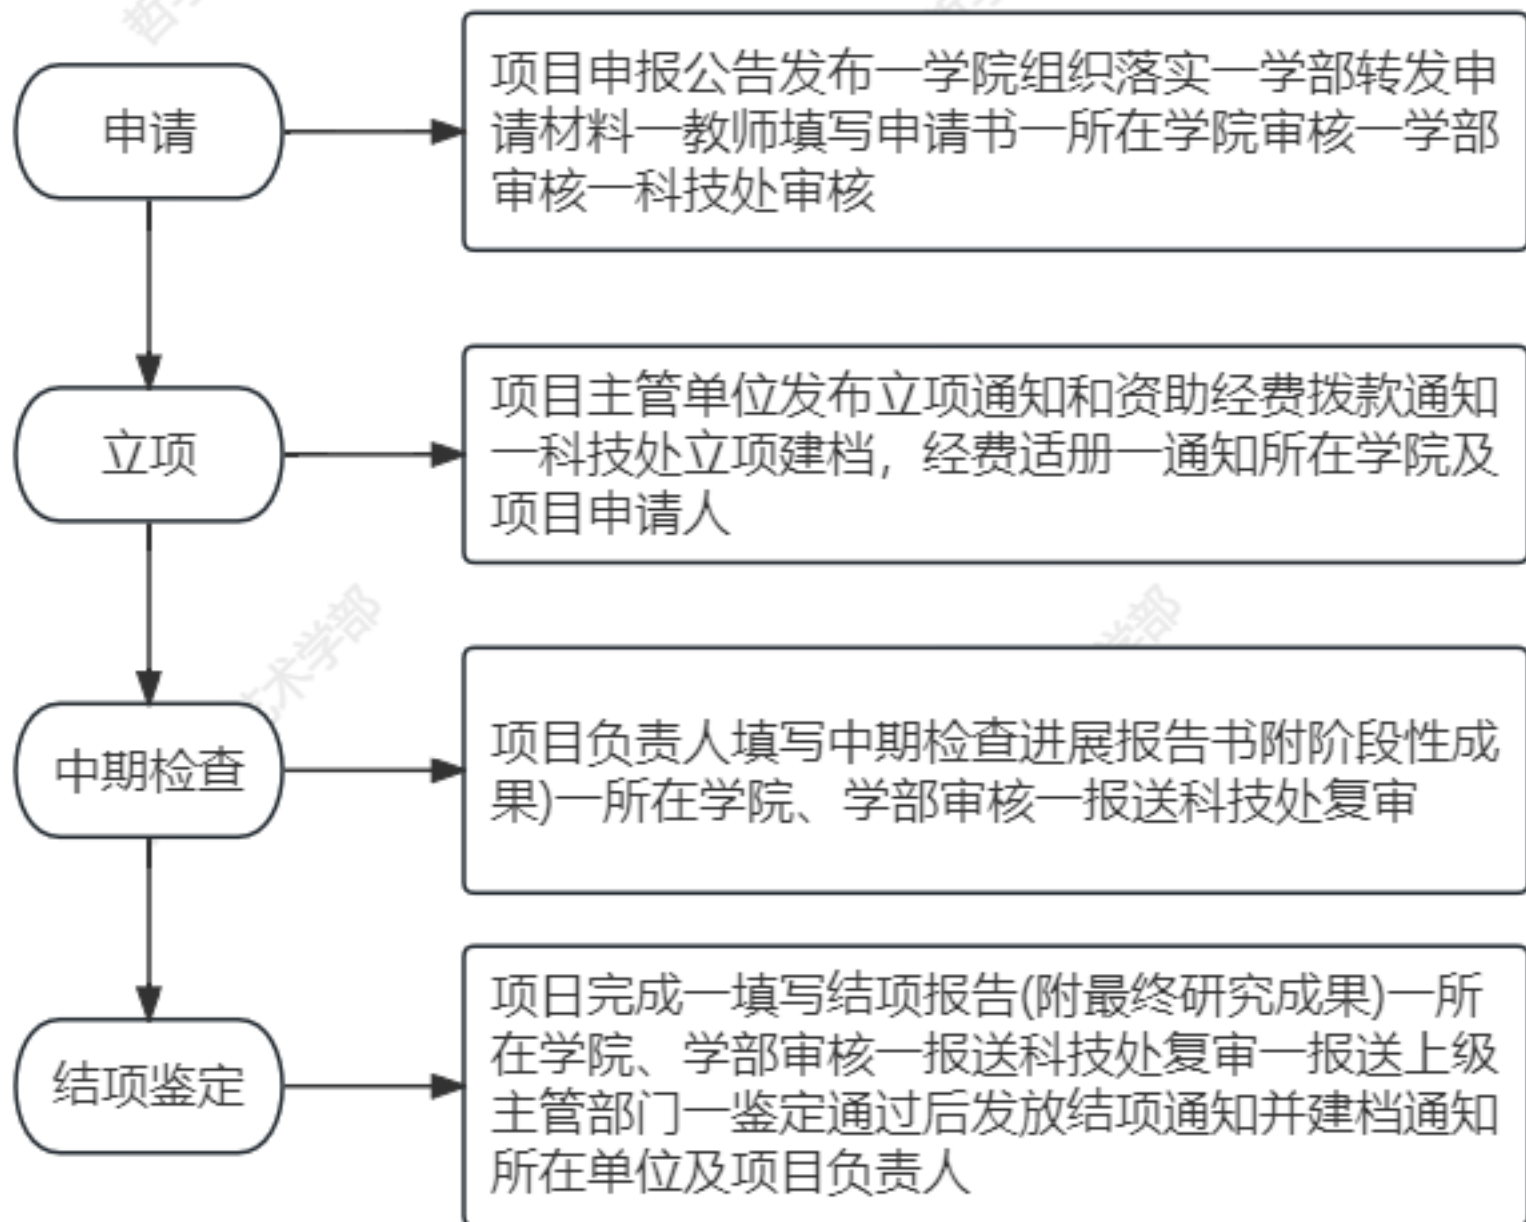 申请
项目申报公告发布一学院组织落实一学部转发申
请材料一教师填写申请书一所在学院审核一学部
审核一科技处审核
立项
项目主管单位发布立项通知和资助经费拨款通知
一科技处立项建档，经费适册一通知所在学院及
项目申请人
中期检查
项目负责人填写中期检查进展报告书附阶段性成
果)一所在学院、学部审核一报送科技处复审
结项鉴定
项日完成一填写结项报告(附最终研究成果)一所
在学院、学部审核一报送科技处复审一报送上级
主管部门一鉴定通过后发放结项通知并建档通知
所在单位及项目负责人
术学部
学部